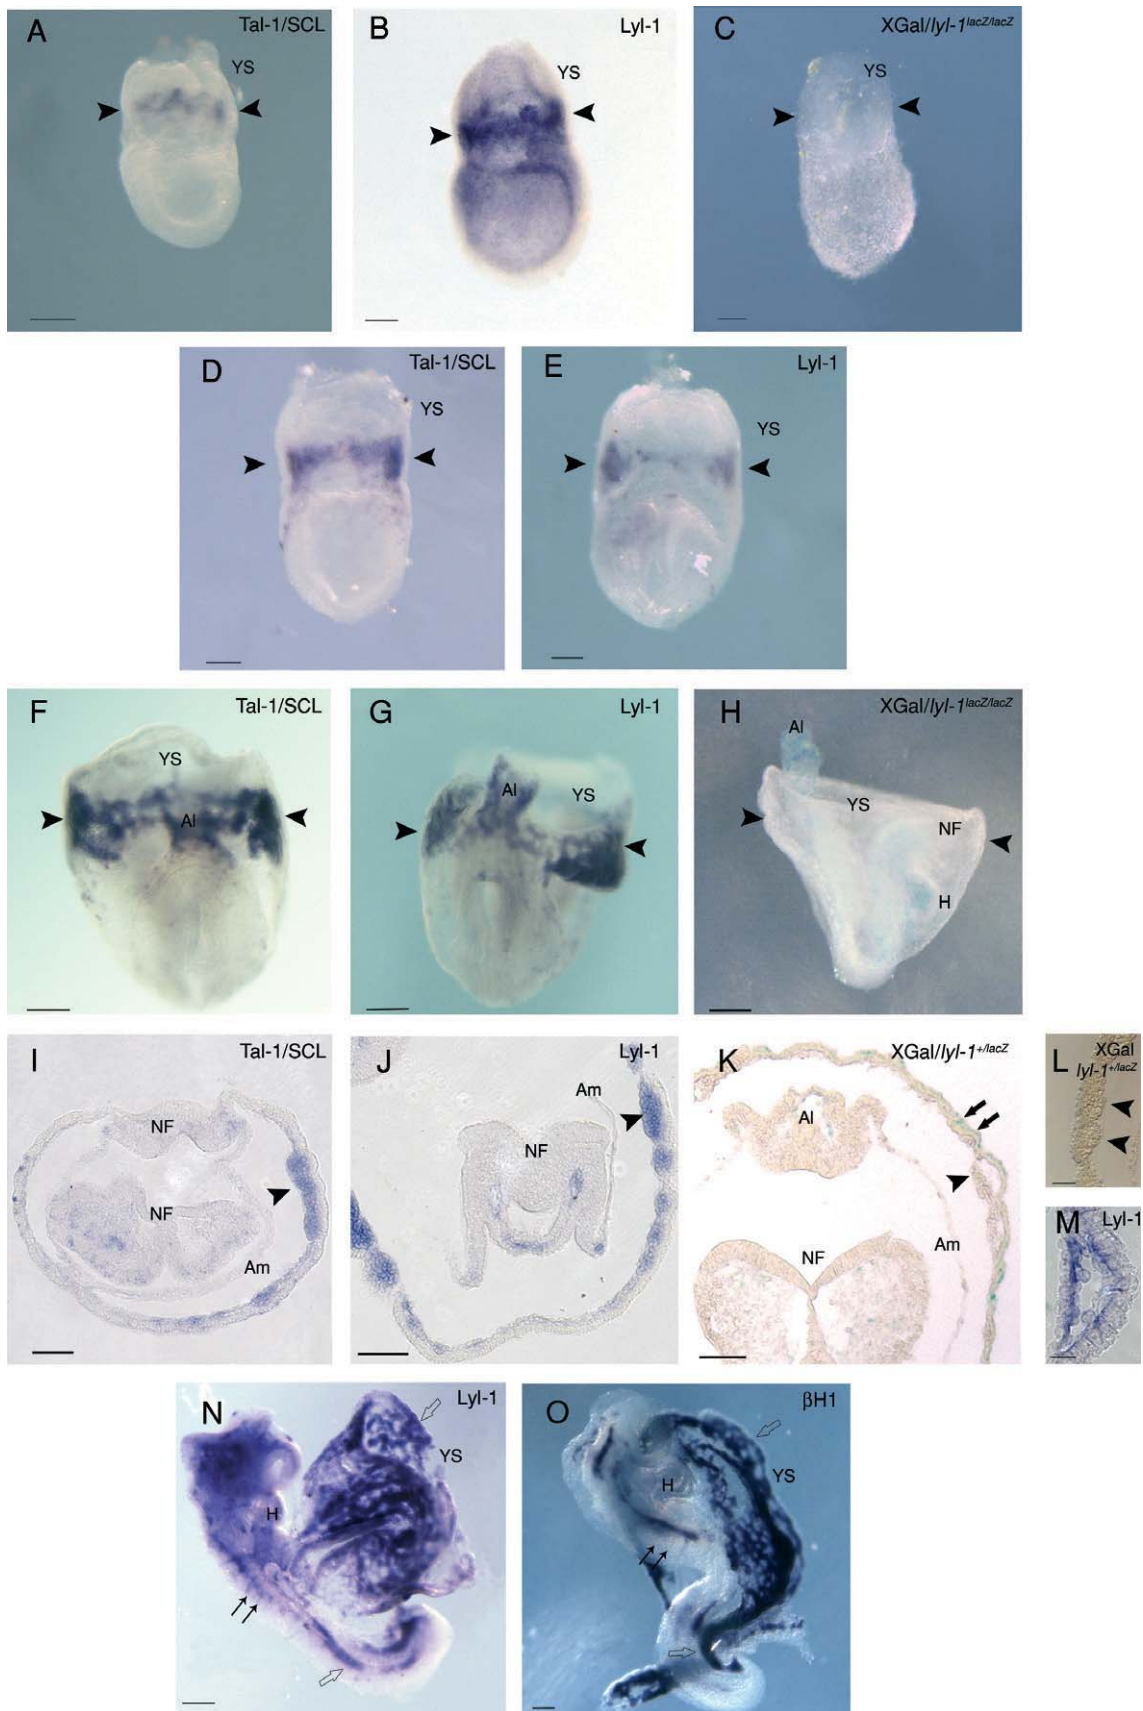 A Tal-1/SCL
YS
B Lyl-1
YS
C XGal/lyl-1lacZ/lacZ
YS
D Tal-1/SCL
YS
E Lyl-1
YS
F Tal-1/SCL
YS
Al
G Lyl-1
Al
YS
H XGal/lyl-1lacZ/lacZ
Al
YS
NF
H
I Tal-1/SCL
NF
NF
Am
J Lyl-1
Am
NF
K XGal/lyl-1+/lacZ
Al
Am
NF
L XGal
lyl-1+/lacZ
M Lyl-1
N Lyl-1
YS
H
O βH1
YS
H